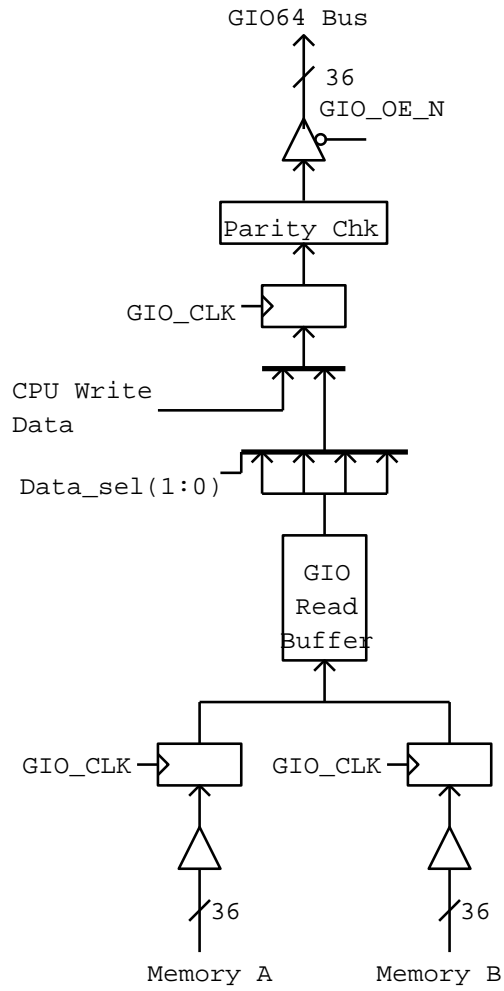 GIO64 Bus
36
GIO_OE_N
Parity Chk
GIO_CLK
CPU Write
Data
Data_sel(1:0)
GIO
Read
Buffer
GIO_CLK
GIO_CLK
36
36
Memory A
Memory B